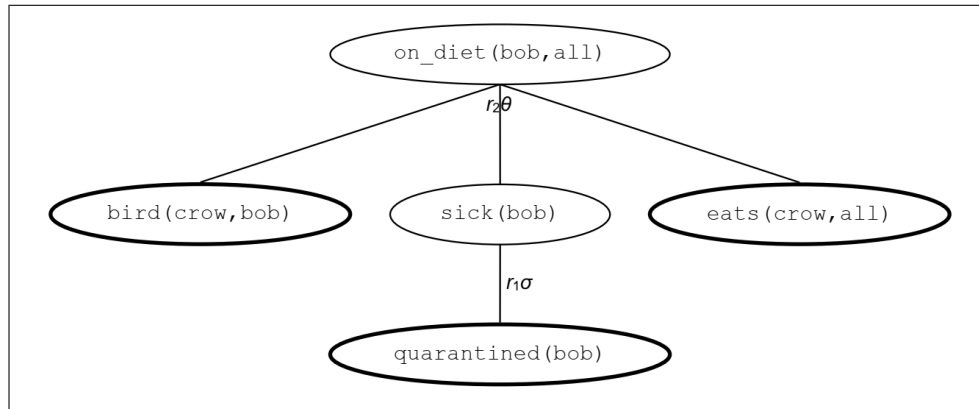 on_diet(bob,all)
r₂θ
bird(crow,bob)
sick(bob)
eats(crow,all)
r₁σ
quarantined(bob)